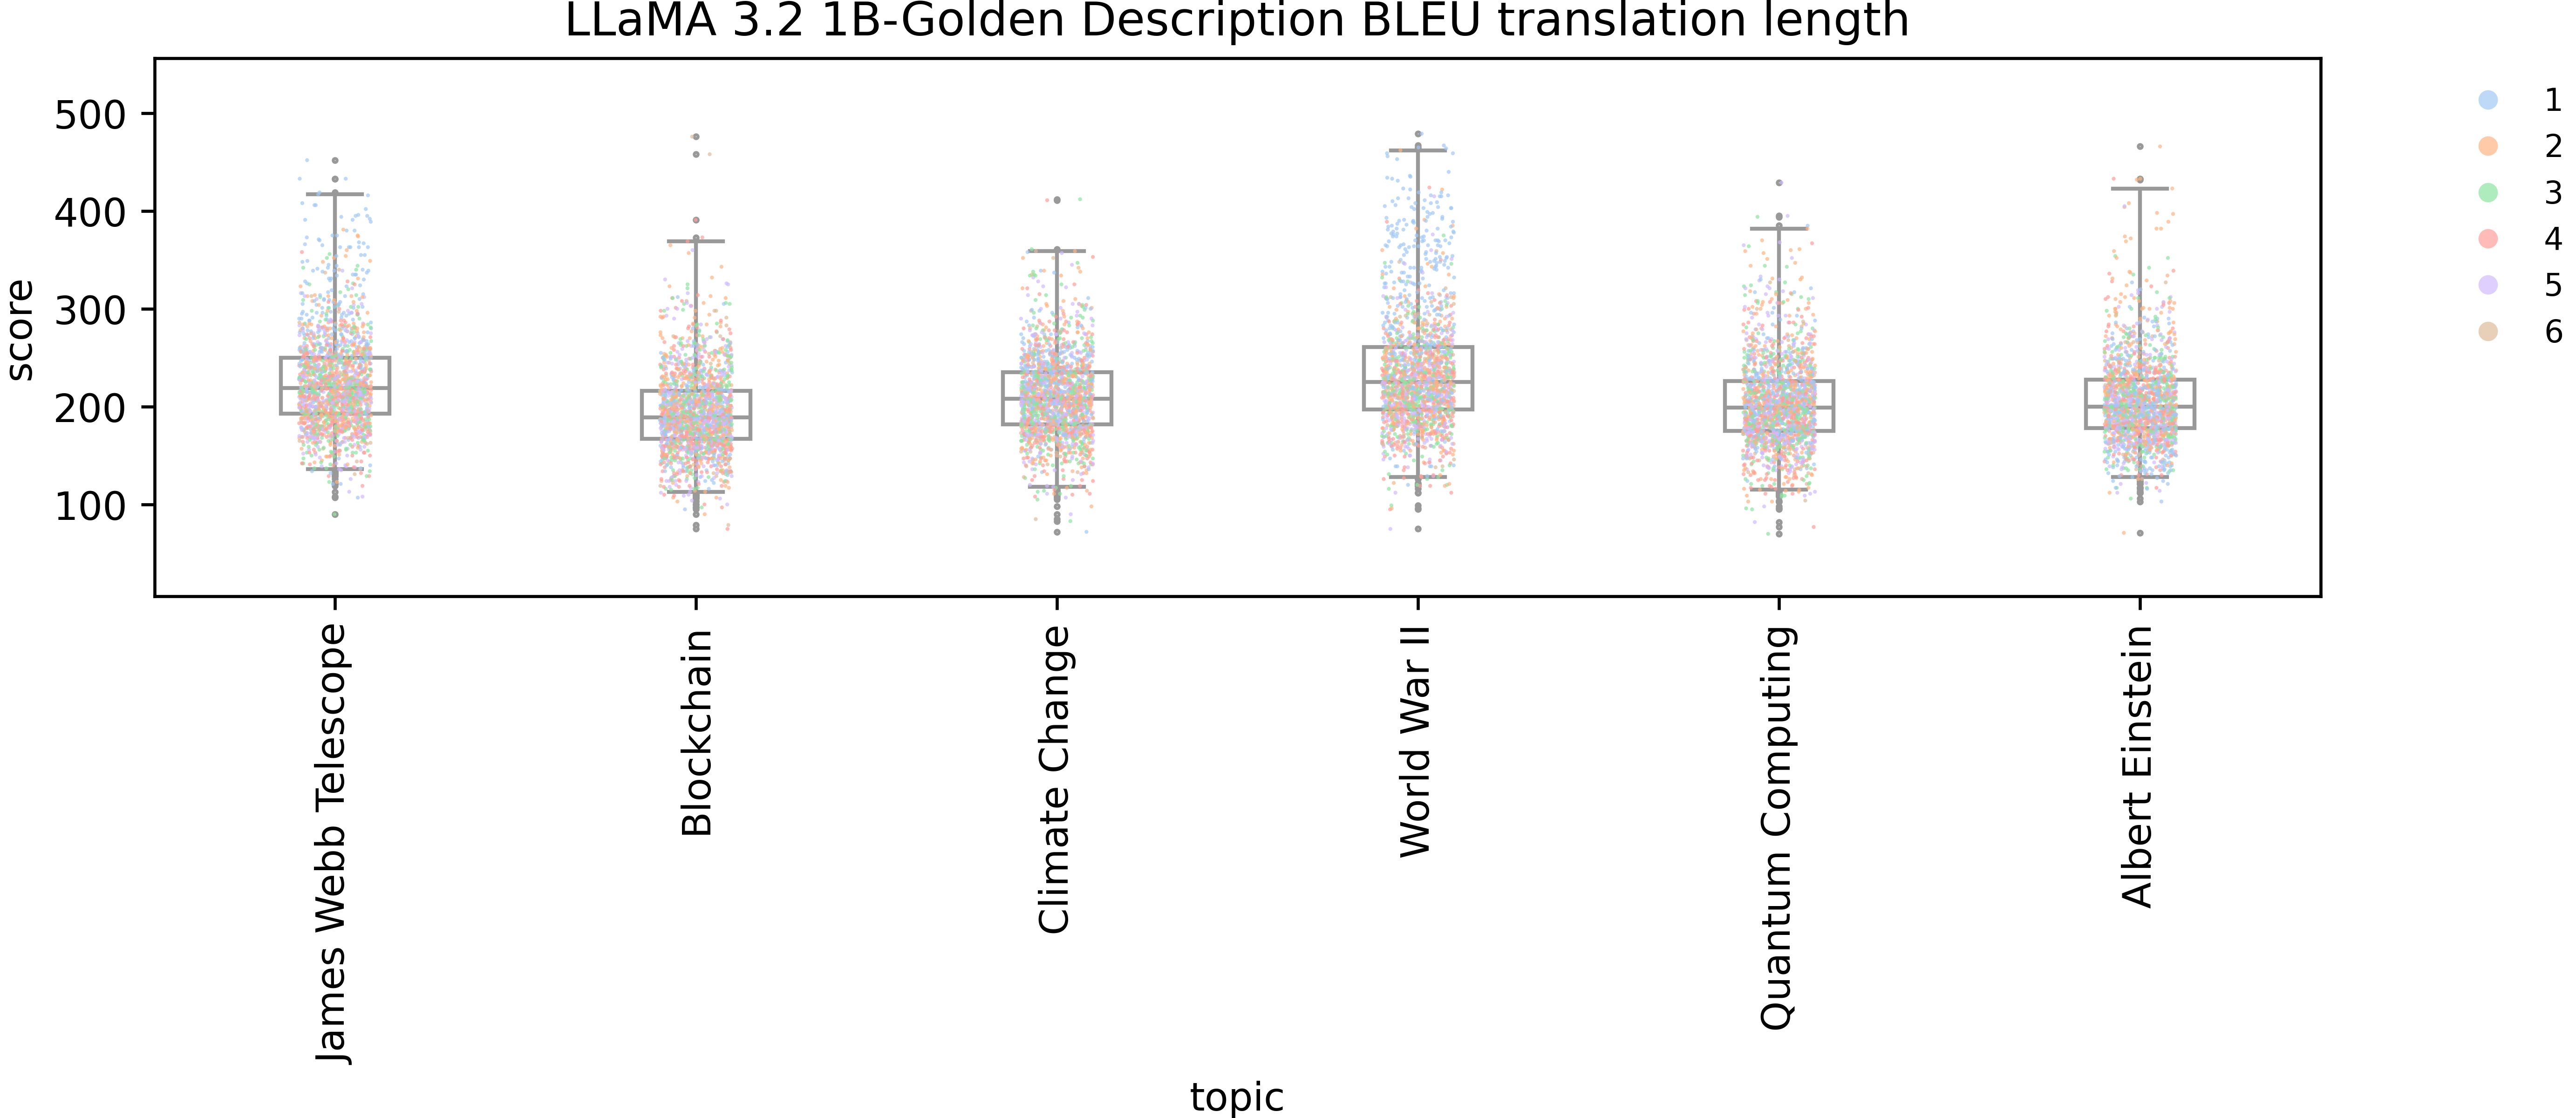 LLaMA 3.2 1B-Golden Description BLEU translation length
score
500
400
300
200
100
James Webb Telescope
Blockchain
Climate Change
World War II
Quantum Computing
Albert Einstein
topic
1
2
3
4
5
6